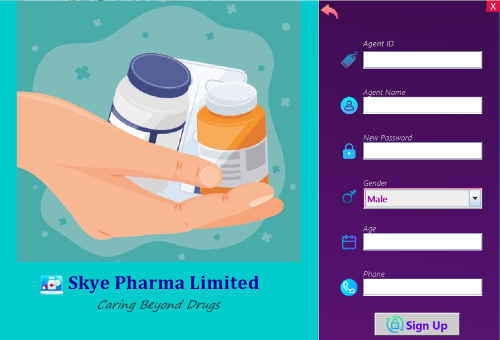 Skye Pharma Limited
Caring Beyond Drugs
X
Agent ID
Agent Name
New Password
Gender
Male
Age
Phone
Sign Up